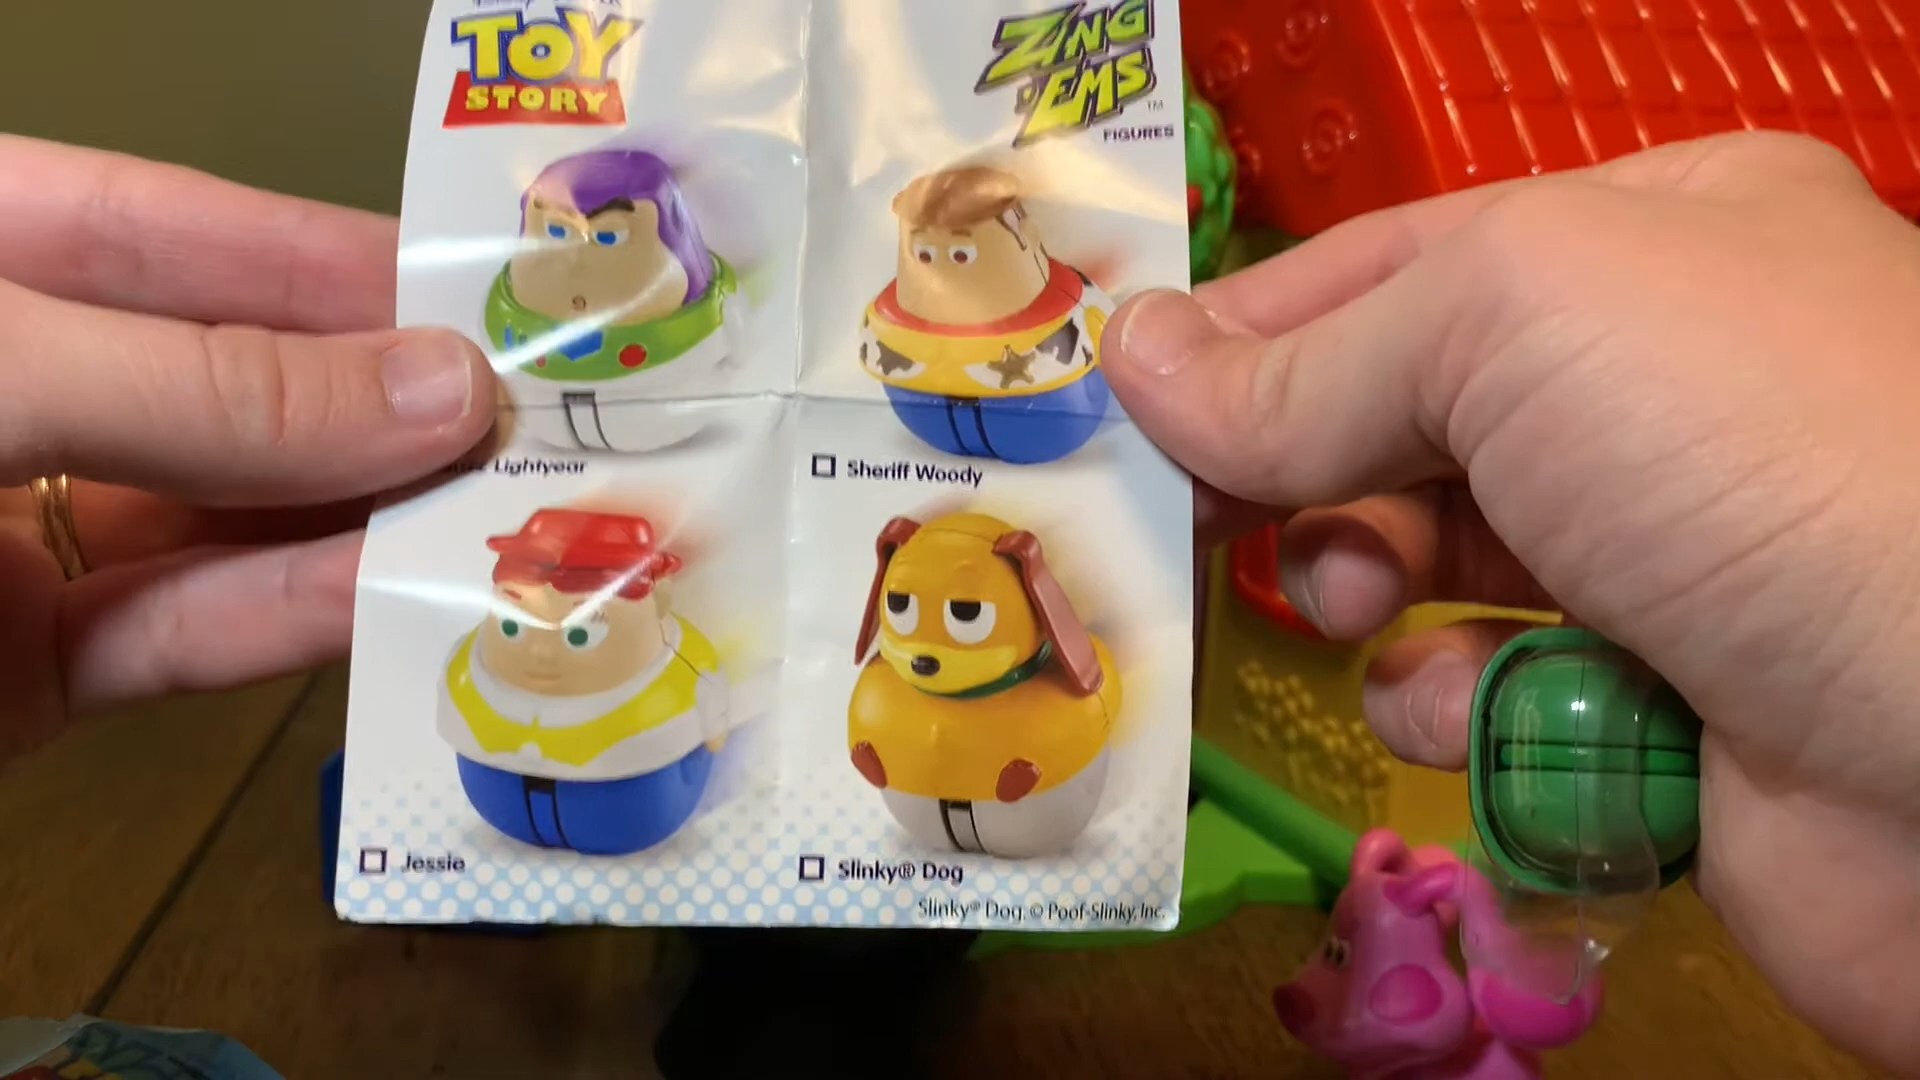 TOY
STORY
ZING
'EMS
™
FIGURES
Lightyear
Sheriff Woody
Jessie
Slinky® Dog
Slinky® Dog. © Poof-Slinky, Inc.